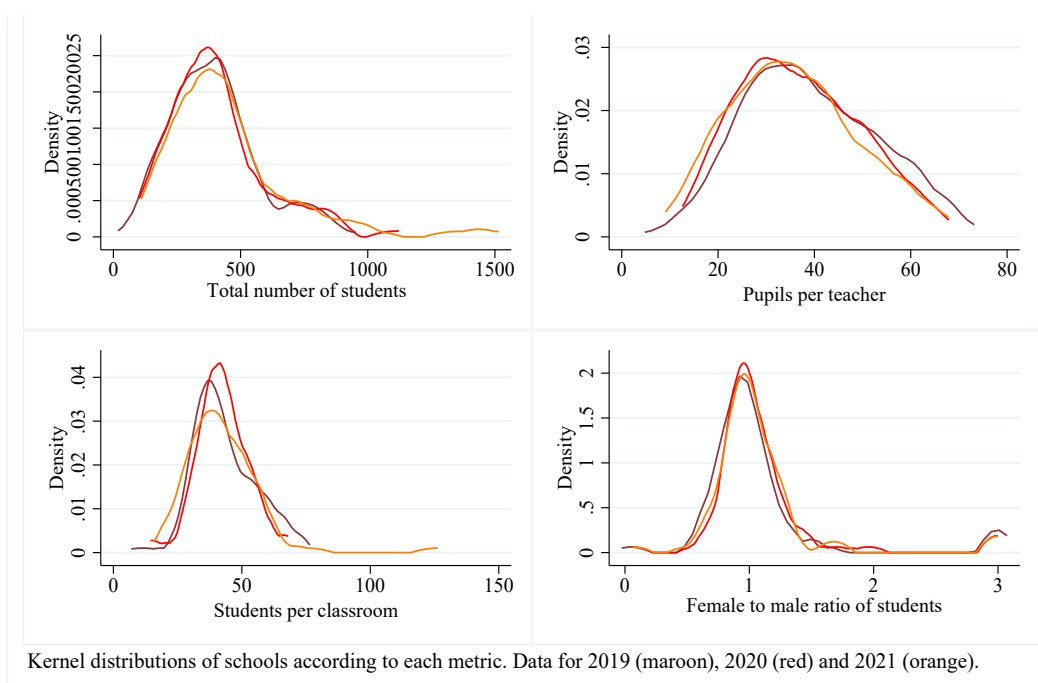 Density
0 .0005 .001 .0015 .002 .0025
0 500 1000 1500
Total number of students
Density
0 .01 .02 .03
0 20 40 60 80
Pupils per teacher
Density
0 .01 .02 .03 .04
0 50 100 150
Students per classroom
Density
0 .5 1 1.5 2
0 1 2 3
Female to male ratio of students
Kernel distributions of schools according to each metric. Data for 2019 (maroon), 2020 (red) and 2021 (orange).